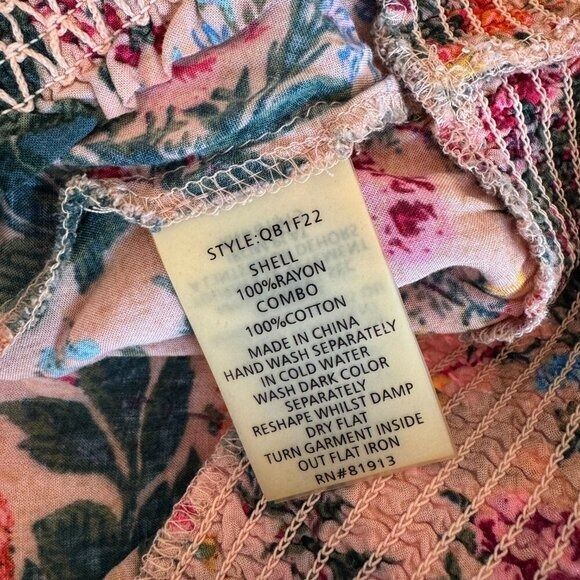 STYLE:QB1F22
SHELL
100%RAYON
COMBO
100%COTTON
MADE IN CHINA
HAND WASH SEPARATELY
IN COLD WATER
WASH DARK COLOR
SEPARATELY
RESHAPE WHILST DAMP
DRY FLAT
TURN GARMENT INSIDE
OUT FLAT IRON
RN#81913